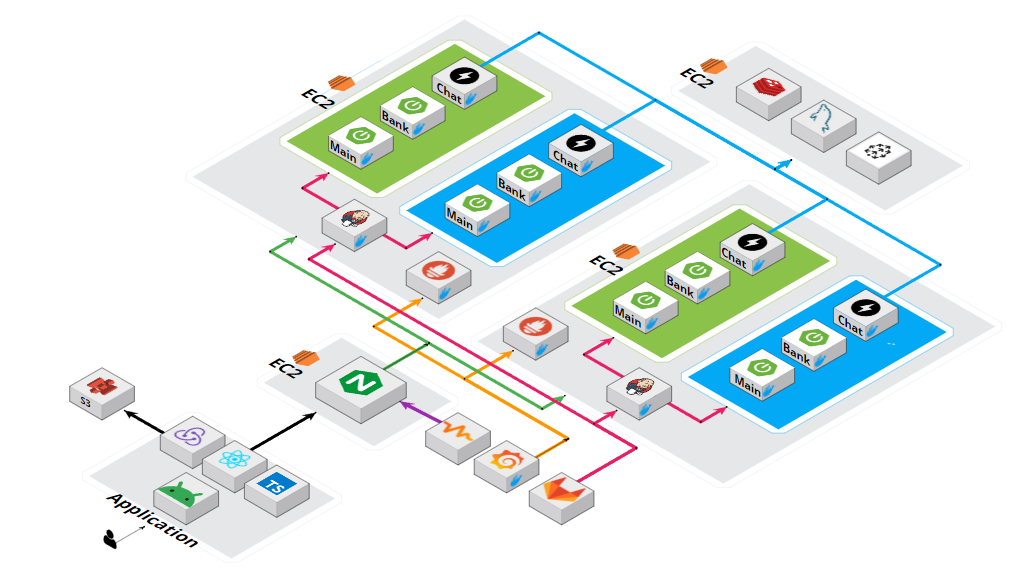 EC2
Chat
Bank
Main
Chat
Bank
Main
EC2
EC2
Chat
Bank
Main
Chat
Bank
Main
EC2
S3
TS
Application